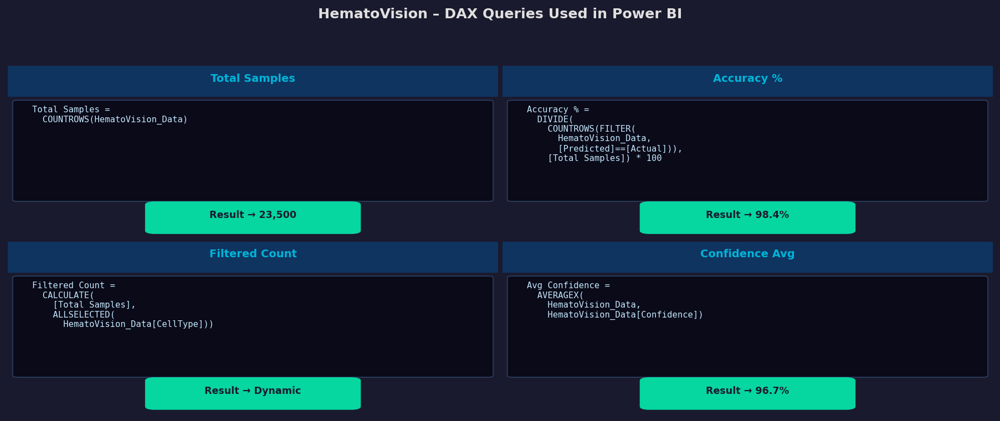 HematoVision – DAX Queries Used in Power BI
Total Samples
Total Samples =
  COUNTROWS(HematoVision_Data)
Result → 23,500
Accuracy %
Accuracy % =
  DIVIDE(
    COUNTROWS(FILTER(
      HematoVision_Data,
      [Predicted]==[Actual])),
    [Total Samples]) * 100
Result → 98.4%
Filtered Count
Filtered Count =
  CALCULATE(
    [Total Samples],
    ALLSELECTED(
      HematoVision_Data[CellType]))
Result → Dynamic
Confidence Avg
Avg Confidence =
  AVERAGEX(
    HematoVision_Data,
    HematoVision_Data[Confidence])
Result → 96.7%